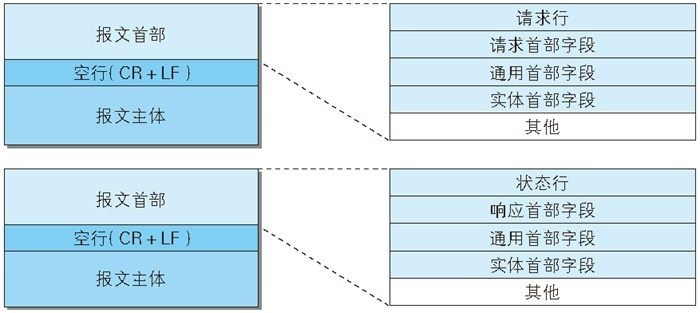 报文首部
空行( CR + LF )
报文主体
请求行
请求首部字段
通用首部字段
实体首部字段
其他
报文首部
空行( CR + LF )
报文主体
状态行
响应首部字段
通用首部字段
实体首部字段
其他